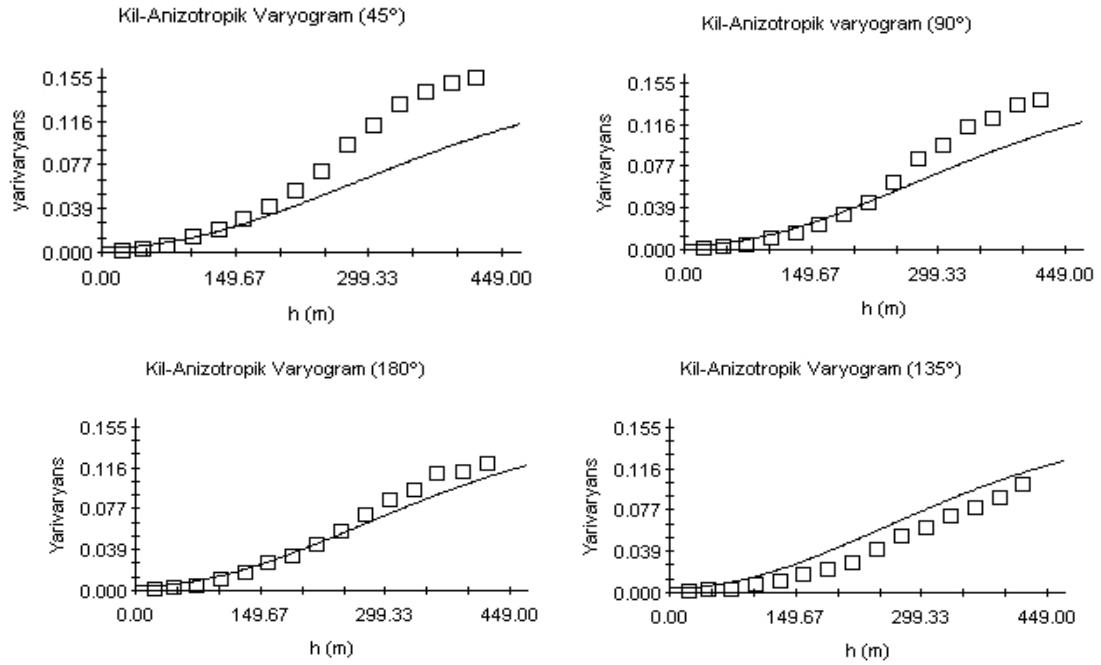 Kil-Anizotropik Varyogram (45°)
yarivaryans
0.155
0.116
0.077
0.039
0.000
0.00 149.67 299.33 449.00
h (m)
Kil-Anizotropik varyogram (90°)
Yarivaryans
0.155
0.116
0.077
0.039
0.000
0.00 149.67 299.33 449.00
h (m)
Kil-Anizotropik Varyogram (180°)
Yarivaryans
0.155
0.116
0.077
0.039
0.000
0.00 149.67 299.33 449.00
h (m)
Kil-Anizotropik Varyogram (135°)
Yarivaryans
0.155
0.116
0.077
0.039
0.000
0.00 149.67 299.33 449.00
h (m)